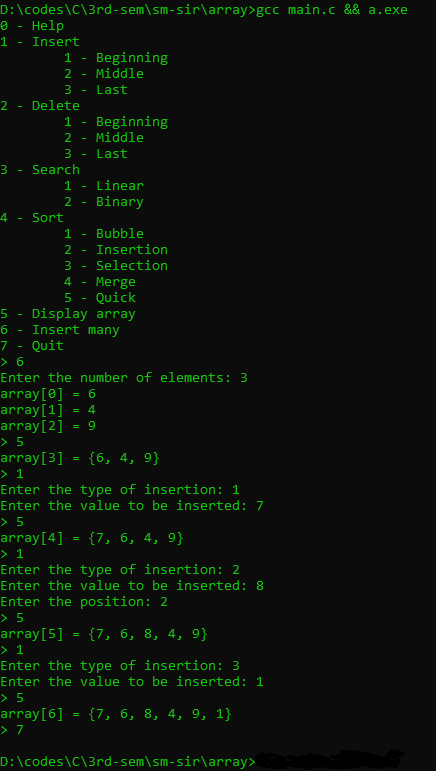 D:\codes\C\3rd-sem\sm-sir\array>gcc main.c && a.exe
0 - Help
1 - Insert
        1 - Beginning
        2 - Middle
        3 - Last
2 - Delete
        1 - Beginning
        2 - Middle
        3 - Last
3 - Search
        1 - Linear
        2 - Binary
4 - Sort
        1 - Bubble
        2 - Insertion
        3 - Selection
        4 - Merge
        5 - Quick
5 - Display array
6 - Insert many
7 - Quit
> 6
Enter the number of elements: 3
array[0] = 6
array[1] = 4
array[2] = 9
> 5
array[3] = {6, 4, 9}
> 1
Enter the type of insertion: 1
Enter the value to be inserted: 7
> 5
array[4] = {7, 6, 4, 9}
> 1
Enter the type of insertion: 2
Enter the value to be inserted: 8
Enter the position: 2
> 5
array[5] = {7, 6, 8, 4, 9}
> 1
Enter the type of insertion: 3
Enter the value to be inserted: 1
> 5
array[6] = {7, 6, 8, 4, 9, 1}
> 7

D:\codes\C\3rd-sem\sm-sir\array>